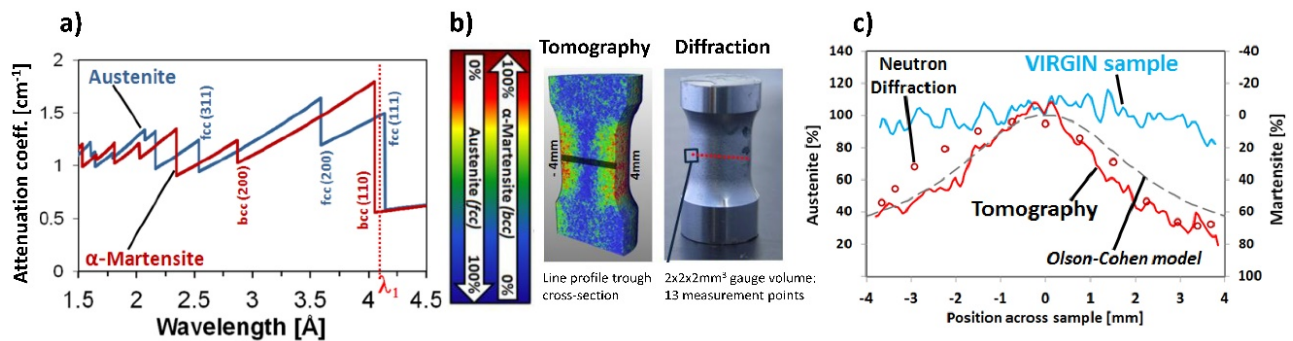 a)
Attenuation coeff. [cm-1]
2
1.5
1
0.5
0
Austenite
α-Martensite
fcc (311)
bcc (200)
fcc (200)
bcc (110)
fcc (111)
1.5
2
2.5
3
3.5
4
4.5
λ1
Wavelength [Å]
b)
0%
Austenite (fcc)
100%
100%
α-Martensite (bcc)
0%
Tomography
- 4mm
4mm
Line profile trough
cross-section
Diffraction
2x2x2mm³ gauge volume;
13 measurement points
c)
Austenite [%]
140
120
100
80
60
40
20
Neutron
Diffraction
VIRGIN sample
Tomography
Olson-Cohen model
-40
-20
0
20
40
60
80
100
Martensite [%]
-4
-3
-2
-1
0
1
2
3
4
Position across sample [mm]